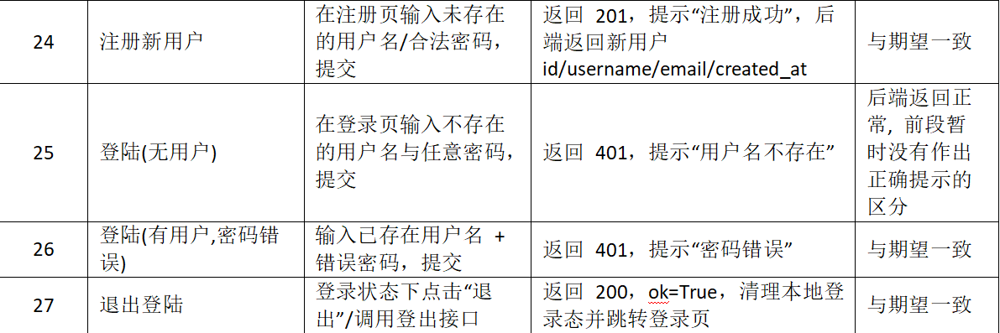 24
注册新用户
在注册页输入未存在
的用户名/合法密码，
提交
返回 201，提示“注册成功”，后
端返回新用户
id/username/email/created_at
与期望一致
25
登陆(无用户)
在登录页输入不存在
的用户名与任意密码，
提交
返回 401，提示“用户名不存在”
后端返回正
常，前段暂
时没有作出
正确提示的
区分
26
登陆(有用户,密码错
误)
输入已存在用户名 +
错误密码，提交
返回 401，提示“密码错误”
与期望一致
27
退出登陆
登录状态下点击“退
出”/调用登出接口
返回 200，ok=True，清理本地登
录态并跳转登录页
与期望一致